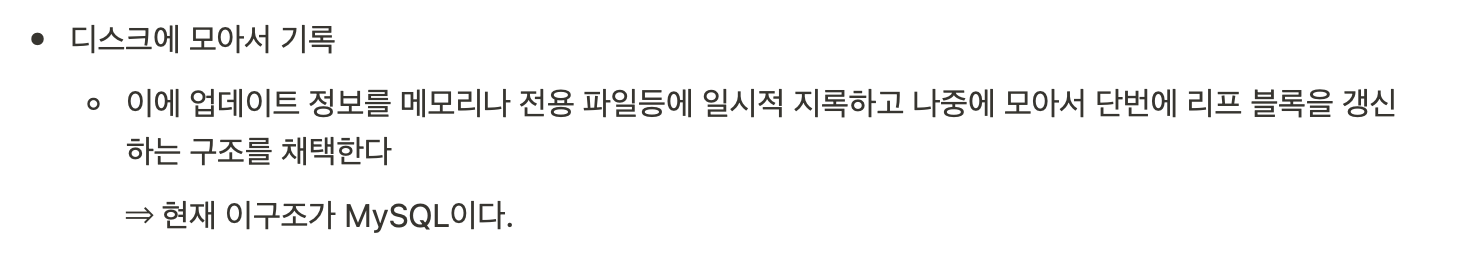 • 디스크에 모아서 기록
◦ 이에 업데이트 정보를 메모리나 전용 파일등에 일시적 지록하고 나중에 모아서 단번에 리프 블록을 갱신
하는 구조를 채택한다
⇒ 현재 이구조가 MySQL이다.